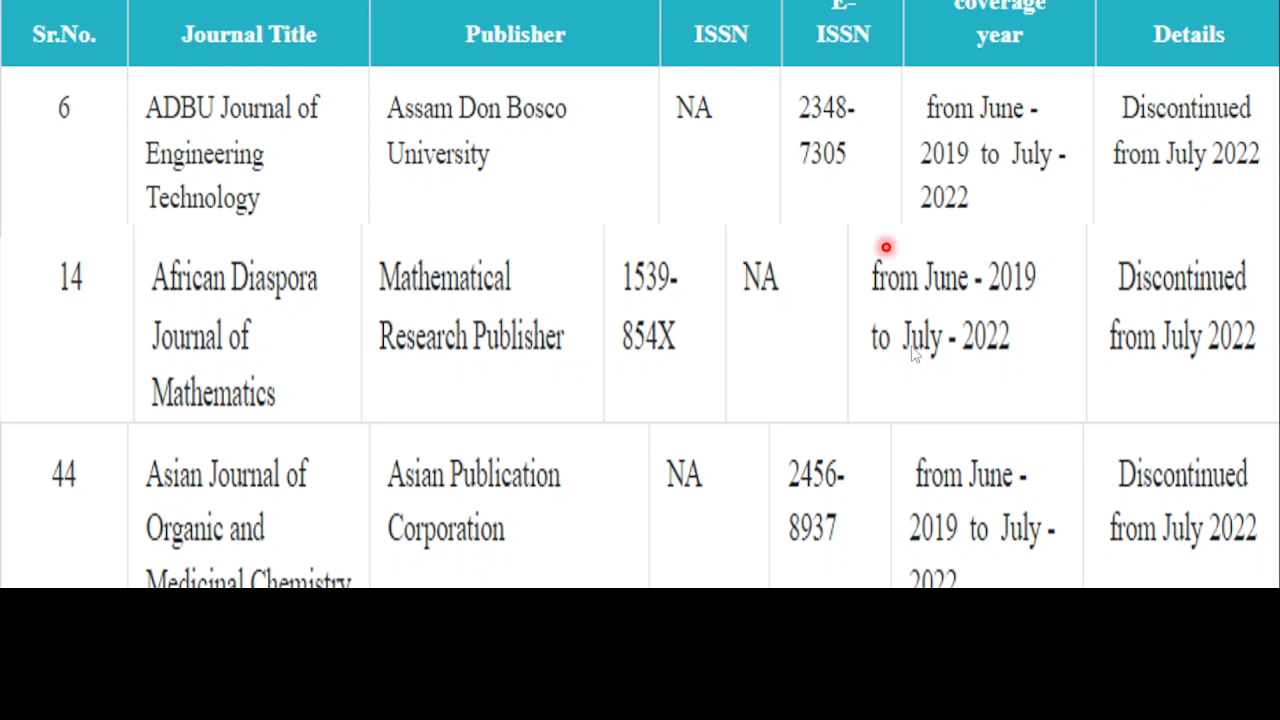 Sr.No. Journal Title Publisher ISSN E-ISSN coverage year Details
6 ADBU Journal of Assam Don Bosco NA 2348- from June - Discontinued
Engineering University 7305 2019 to July - from July 2022
Technology 2022
14 African Diaspora Mathematical 1539- NA from June - 2019 Discontinued
Journal of Research Publisher 854X to July - 2022 from July 2022
Mathematics
44 Asian Journal of Asian Publication NA 2456- from June - Discontinued
Organic and Corporation 8937 2019 to July - from July 2022
Medicinal Chemistry 2022